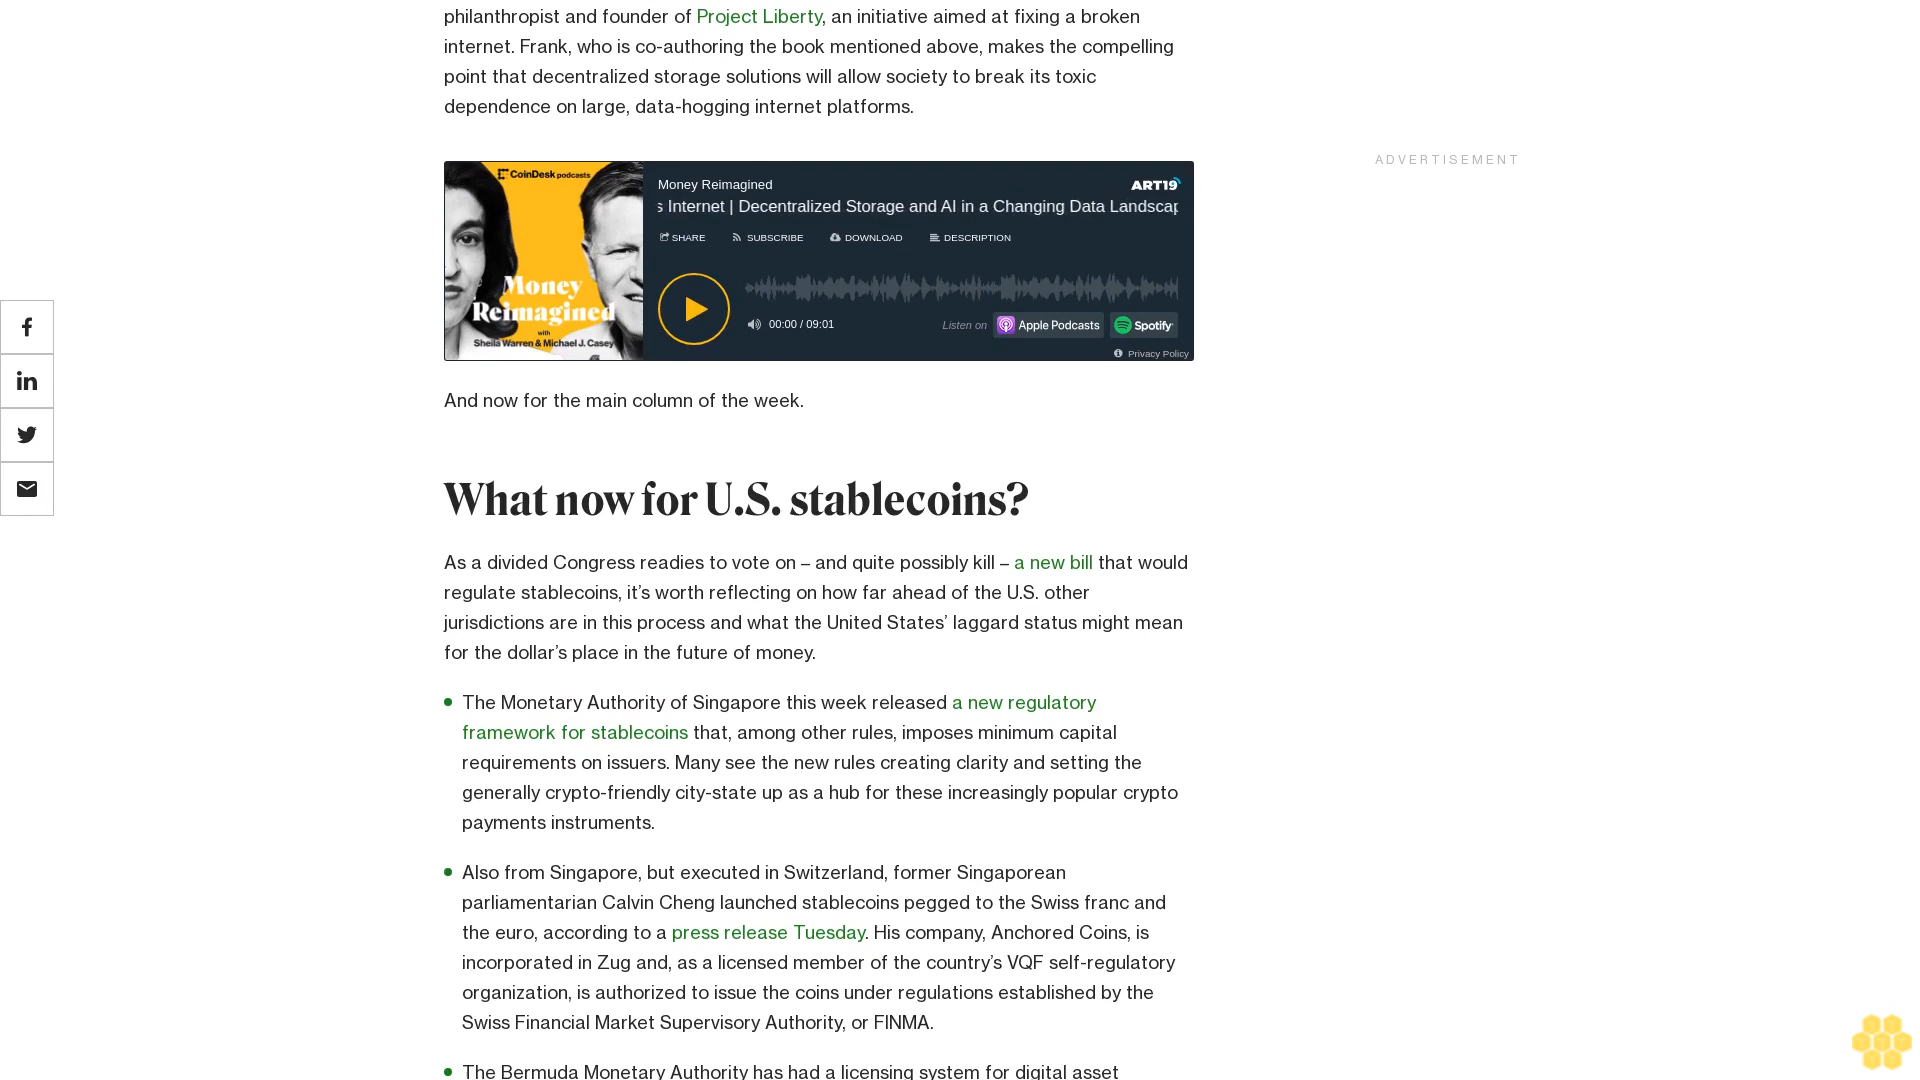 philanthropist and founder of Project Liberty, an initiative aimed at fixing a broken
internet. Frank, who is co-authoring the book mentioned above, makes the compelling
point that decentralized storage solutions will allow society to break its toxic
dependence on large, data-hogging internet platforms.
ADVERTISEMENT
CoinDesk podcasts
Money Reimagined
with
Sheila Warren & Michael J. Casey
Money Reimagined
ART19
s Internet | Decentralized Storage and AI in a Changing Data Landscap
SHARE SUBSCRIBE DOWNLOAD DESCRIPTION
00:00 / 09:01
Listen on Apple Podcasts Spotify
Privacy Policy
And now for the main column of the week.
What now for U.S. stablecoins?
As a divided Congress readies to vote on – and quite possibly kill – a new bill that would
regulate stablecoins, it’s worth reflecting on how far ahead of the U.S. other
jurisdictions are in this process and what the United States’ laggard status might mean
for the dollar’s place in the future of money.
The Monetary Authority of Singapore this week released a new regulatory
framework for stablecoins that, among other rules, imposes minimum capital
requirements on issuers. Many see the new rules creating clarity and setting the
generally crypto-friendly city-state up as a hub for these increasingly popular crypto
payments instruments.
Also from Singapore, but executed in Switzerland, former Singaporean
parliamentarian Calvin Cheng launched stablecoins pegged to the Swiss franc and
the euro, according to a press release Tuesday. His company, Anchored Coins, is
incorporated in Zug and, as a licensed member of the country’s VQF self-regulatory
organization, is authorized to issue the coins under regulations established by the
Swiss Financial Market Supervisory Authority, or FINMA.
The Bermuda Monetary Authority has had a licensing system for digital asset